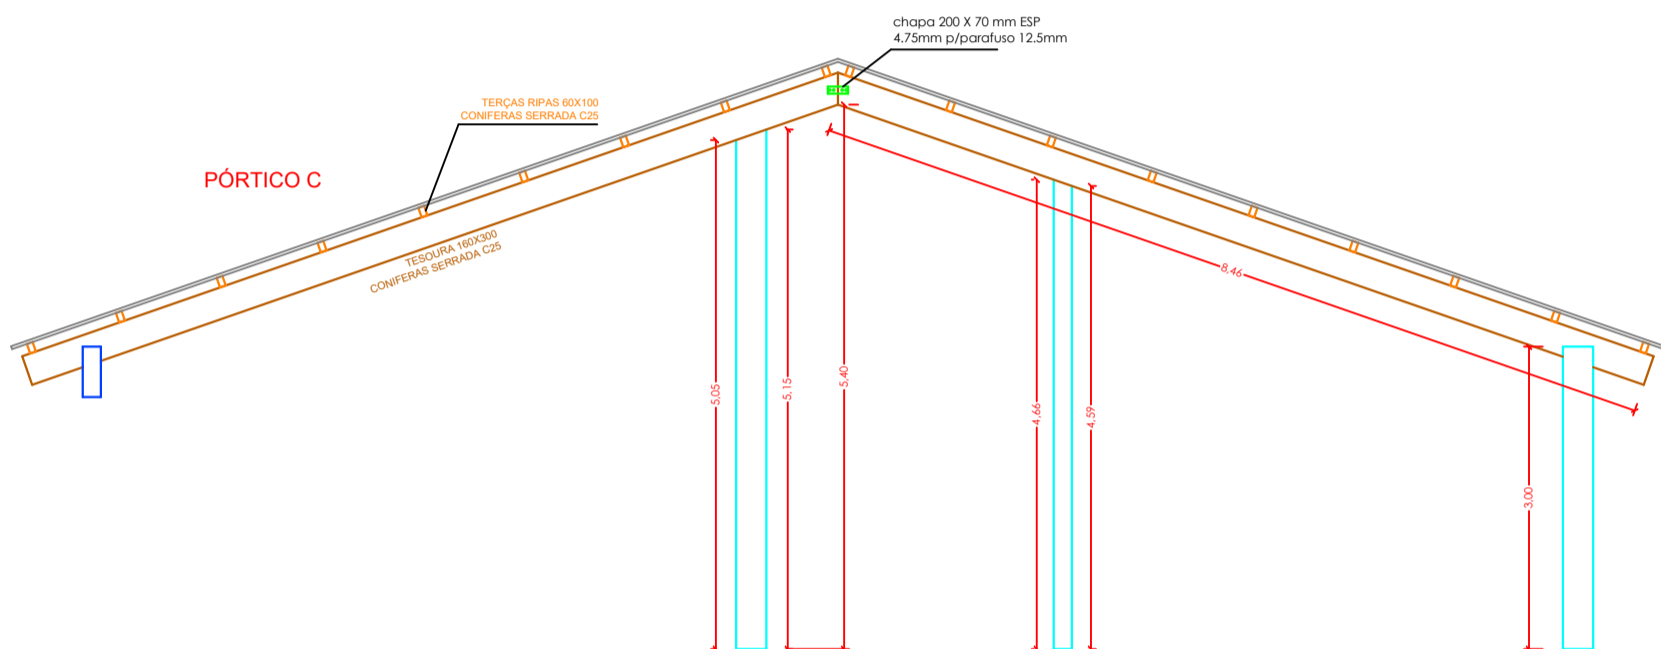 chapa 200 X 70 mm ESP
4.75mm p/parafuso 12.5mm
TERÇAS RIPAS 60X100
CONIFERAS SERRADA C25
PÓRTICO C
TESOURA 160X300
CONIFERAS SERRADA C25
8,46
5,05
5,15
5,40
4,66
4,59
3,00